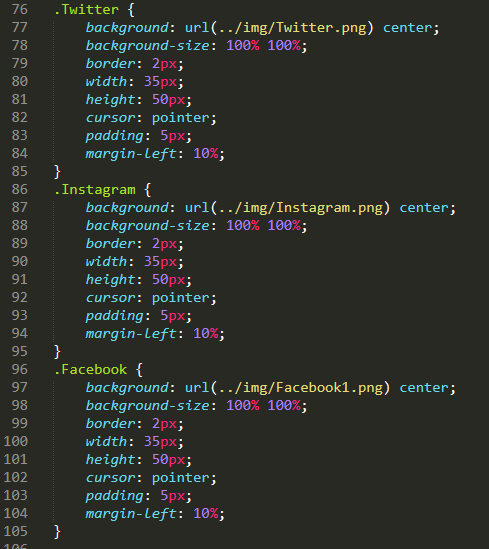 76 .Twitter {
77 background: url(../img/Twitter.png) center;
78 background-size: 100% 100%;
79 border: 2px;
80 width: 35px;
81 height: 50px;
82 cursor: pointer;
83 padding: 5px;
84 margin-left: 10%;
85 }
86 .Instagram {
87 background: url(../img/Instagram.png) center;
88 background-size: 100% 100%;
89 border: 2px;
90 width: 35px;
91 height: 50px;
92 cursor: pointer;
93 padding: 5px;
94 margin-left: 10%;
95 }
96 .Facebook {
97 background: url(../img/Facebook1.png) center;
98 background-size: 100% 100%;
99 border: 2px;
100 width: 35px;
101 height: 50px;
102 cursor: pointer;
103 padding: 5px;
104 margin-left: 10%;
105 }